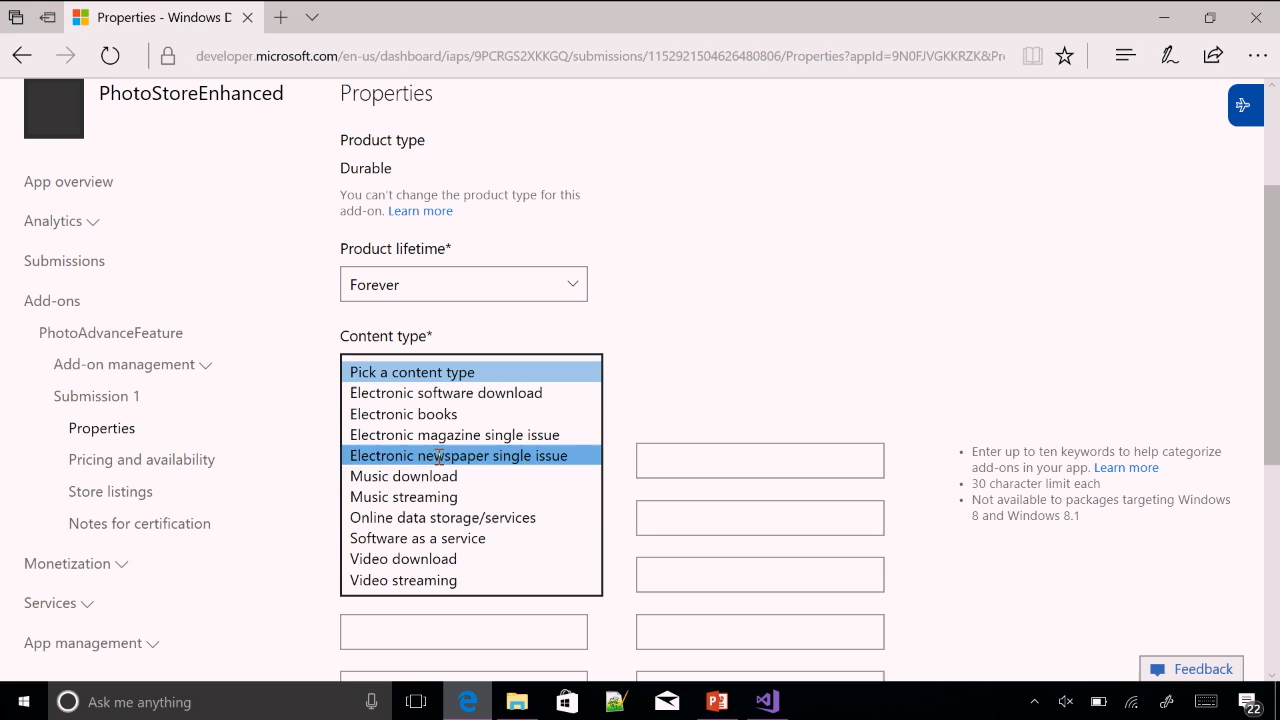 Properties - Windows D
developer.microsoft.com/en-us/dashboard/iaps/9PCRGS2XKKGQ/submissions/1152921504626480806/Properties?appId=9N0FJVGKKRZK&Pr
PhotoStoreEnhanced
App overview
Analytics
Submissions
Add-ons
PhotoAdvanceFeature
Add-on management
Submission 1
Properties
Pricing and availability
Store listings
Notes for certification
Monetization
Services
App management
Properties
Product type
Durable
You can't change the product type for this
add-on. Learn more
Product lifetime*
Forever
Content type*
Pick a content type
Electronic software download
Electronic books
Electronic magazine single issue
Electronic newspaper single issue
Music download
Music streaming
Online data storage/services
Software as a service
Video download
Video streaming
• Enter up to ten keywords to help categorize
add-ons in your app. Learn more
• 30 character limit each
• Not available to packages targeting Windows
8 and Windows 8.1
Feedback
Ask me anything
22